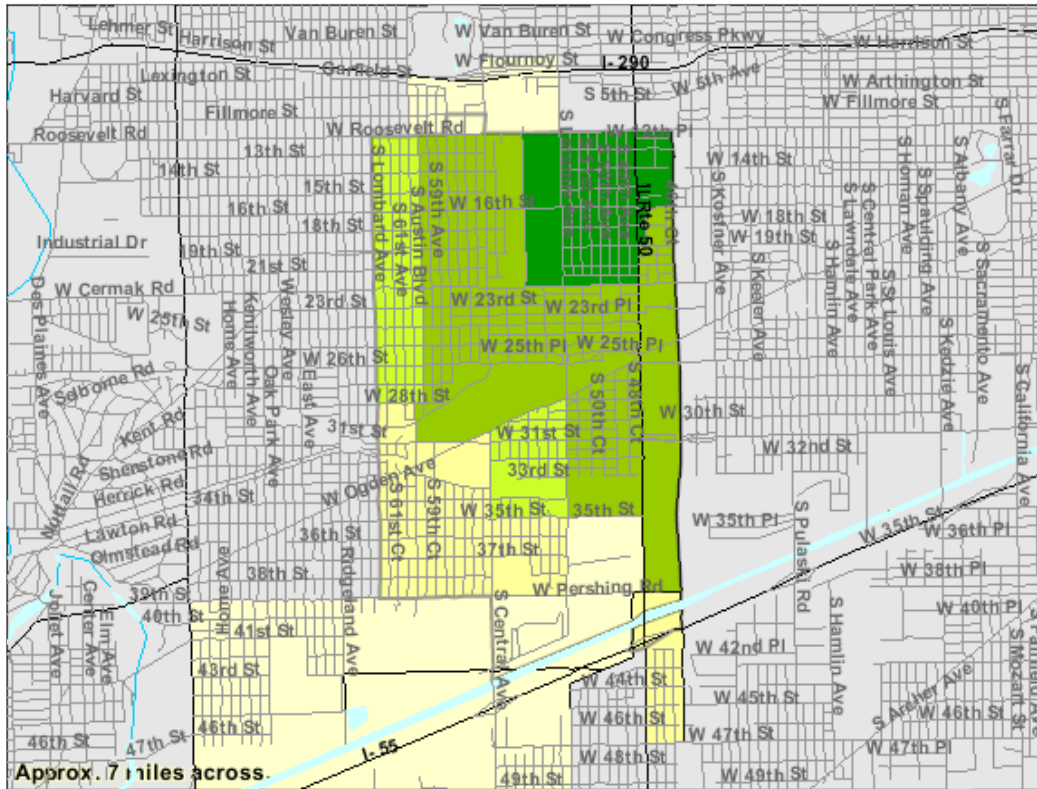 Lehmer St
Harrison St
Van Buren St
W Van Buren St
W Congress Pkwy
W Harrison St
W Flournoy St
I- 290
Lexington St
Garfield St
W 5th Ave
W Arthington St
Harvard St
S 5th St
W Fillmore St
Fillmore St
Roosevelt Rd
W Roosevelt Rd
W 12th Pl
S Farrar Dr
13th St
14th St
W 14th St
15th St
16th St
W 16th St
18th St
W 18th St
W 19th St
Industrial Dr
19th St
21st St
S Lombard Ave
S 61st Ave
S Austin Blvd
S 59th Ave
IL Rte 50
S Kostner Ave
S Keeler Ave
S Hamlin Ave
S Lawndale Ave
S Central Park Ave
S St Louis Ave
S Homan Ave
S Spaulding Ave
S Albany Ave
S Sacramento Ave
S Kedzie Ave
S California Ave
W Cermak Rd
23rd St
W 23rd St
W 23rd Pl
W 25th St
W 25th Pl
W 25th Pl
Des Plaines Ave
Home Ave
Kenilworth Ave
Wesley Ave
Oak Park Ave
East Ave
W 26th St
Selborne Rd
W 28th St
S 50th Ct
S 48th Ct
W 30th St
Kent Rd
31st St
W 31st St
W 32nd St
Shenstone Rd
33rd St
Nuttall Rd
Herrick Rd
34th St
W Ogden Ave
S 61st Ct
S 59th Ct
W 35th St
35th St
W 35th Pl
S Pulaski Rd
W 35th St
W 36th Pl
Lawton Rd
Olmstead Rd
36th St
37th St
38th St
W 38th Pl
Ridgeland Ave
Home Ave
39th St
W Pershing Rd
40th St
W 40th Pl
Joliet Ave
Center Ave
Elm Ave
41st St
S Central Ave
W 42nd Pl
S Hamlin Ave
S Mozart St
43rd St
W 44th St
W 45th St
S Archer Ave
46th St
47th St
46th St
W 46th St
W 47th St
W 46th St
I- 55
W 48th St
W 47th Pl
Approx. 7 miles across.
49th St
W 49th St